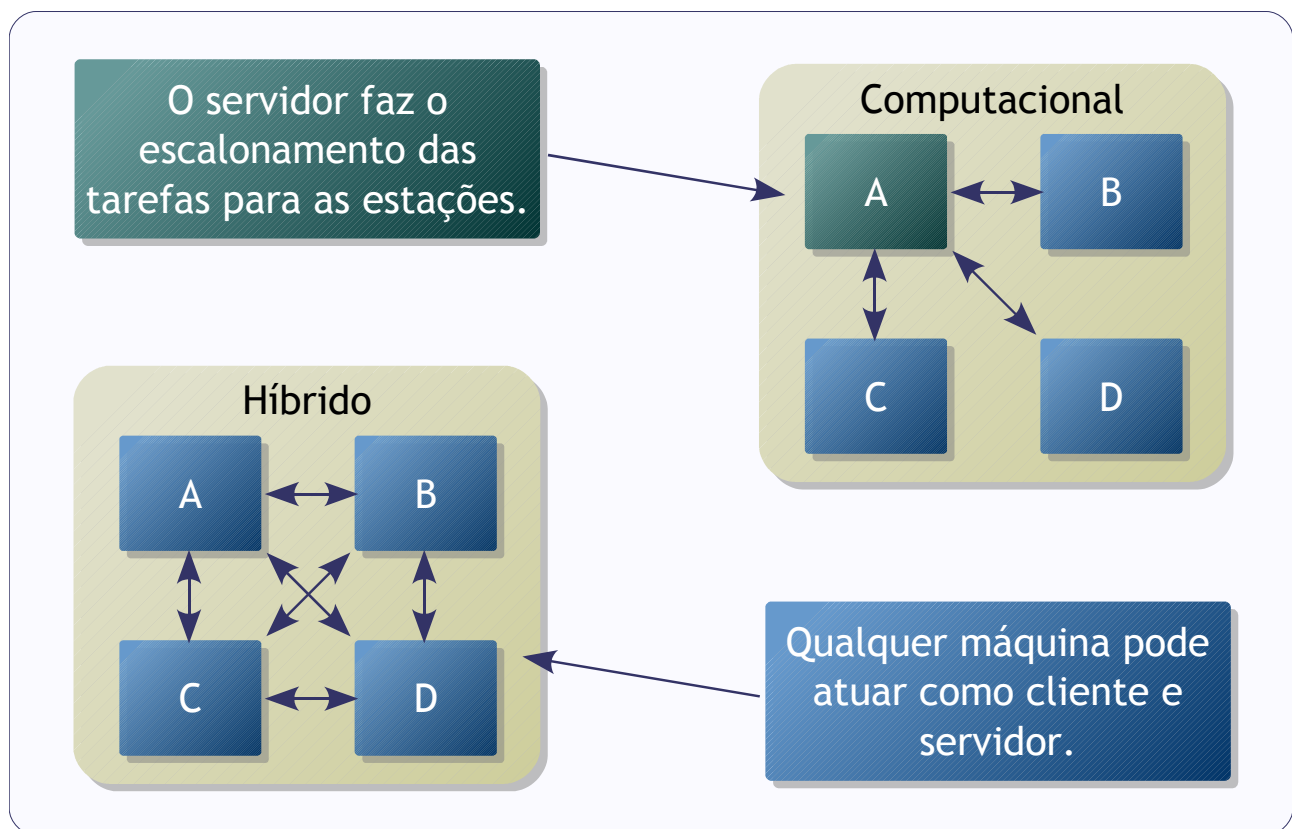 O servidor faz o
escalonamento das
tarefas para as estações.
Computacional
A
B
C
D
Híbrido
A
B
C
D
Qualquer máquina pode
atuar como cliente e
servidor.